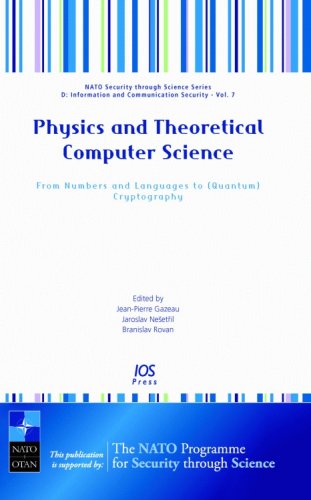 NATO Security through Science Series
D: Information and Communication Security - Vol. 7
Physics and Theoretical
Computer Science
From Numbers and Languages to (Quantum)
Cryptography
Edited by
Jean-Pierre Gazeau
Jaroslav Nešetřil
Branislav Rovan
IOS
Press
NATO
+
OTAN
This publication
is supported by:
The NATO Programme
for Security through Science